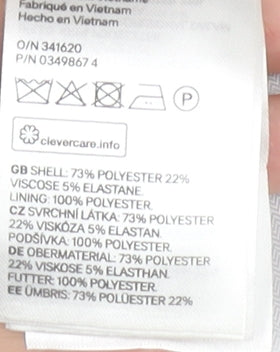 Fabriqué en Vietnam
Hecho en Vietnam
O/N 341620
P/N 0349867 4
P
clevercare.info
GB SHELL: 73% POLYESTER 22%
VISCOSE 5% ELASTANE.
LINING: 100% POLYESTER.
CZ SVRCHNÍ LÁTKA: 73% POLYESTER
22% VISKÓZA 5% ELASTAN.
PODŠÍVKA: 100% POLYESTER.
DE OBERMATERIAL: 73% POLYESTER
22% VISKOSE 5% ELASTHAN.
FUTTER: 100% POLYESTER.
EE ÜMBRIS: 73% POLÜESTER 22%